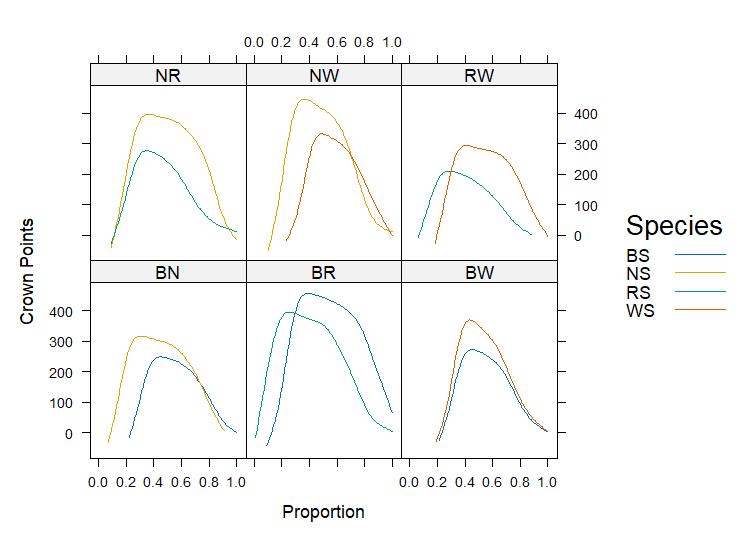 0.0 0.2 0.4 0.6 0.8 1.0
NR NW RW
400
300
200
100
0
Crown Points
BN BR BW
400
300
200
100
0
0.0 0.2 0.4 0.6 0.8 1.0 0.0 0.2 0.4 0.6 0.8 1.0
Proportion
Species
BS
NS
RS
WS